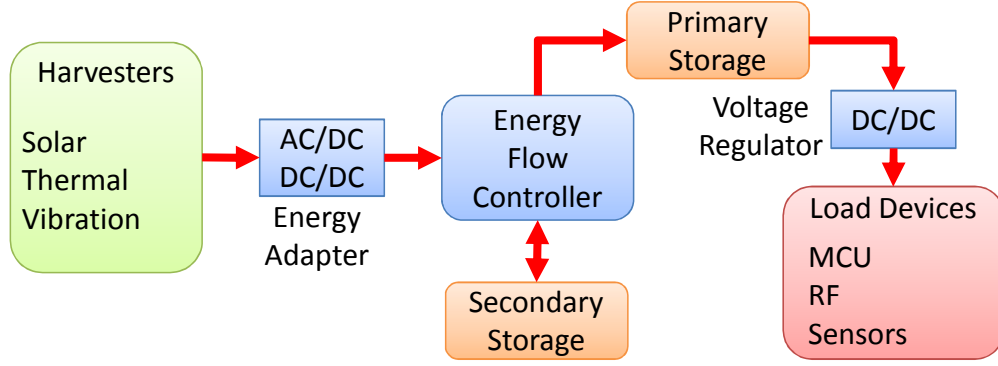 Harvesters
Solar
Thermal
Vibration
AC/DC
DC/DC
Energy
Adapter
Energy
Flow
Controller
Secondary
Storage
Primary
Storage
Voltage
Regulator
DC/DC
Load Devices
MCU
RF
Sensors